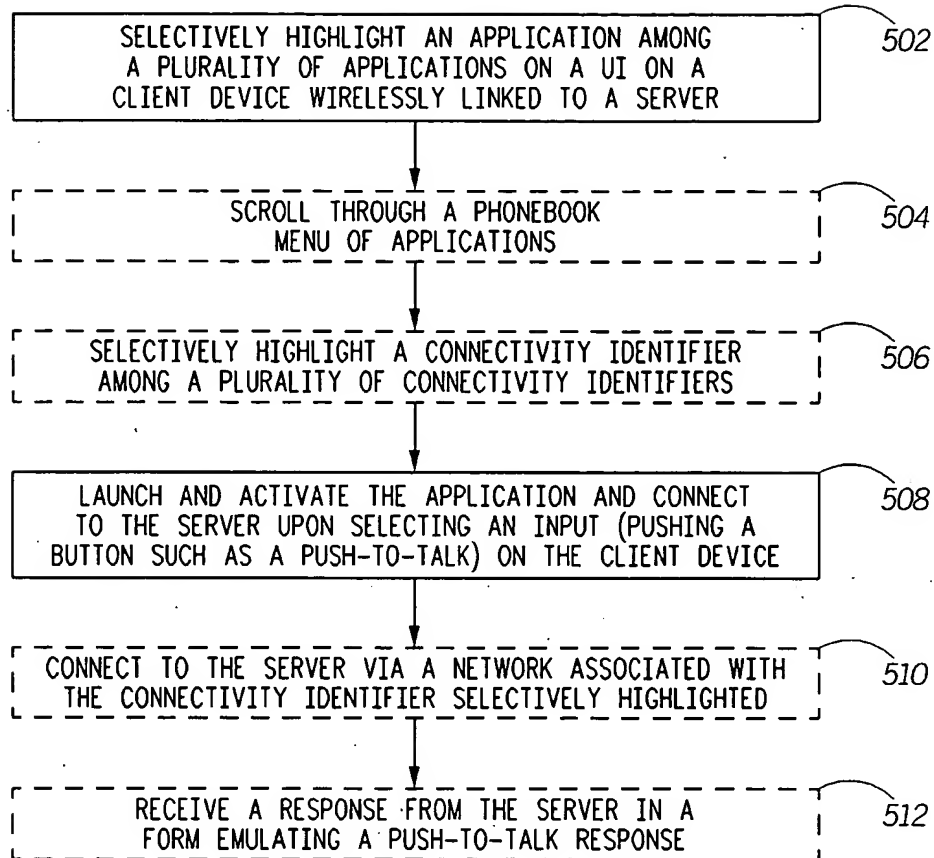 SELECTIVELY HIGHLIGHT AN APPLICATION AMONG
A PLURALITY OF APPLICATIONS ON A UI ON A
CLIENT DEVICE WIRELESSLY LINKED TO A SERVER
502
SCROLL THROUGH A PHONEBOOK
MENU OF APPLICATIONS
504
SELECTIVELY HIGHLIGHT A CONNECTIVITY IDENTIFIER
AMONG A PLURALITY OF CONNECTIVITY IDENTIFIERS
506
LAUNCH AND ACTIVATE THE APPLICATION AND CONNECT
TO THE SERVER UPON SELECTING AN INPUT (PUSHING A
BUTTON SUCH AS A PUSH-TO-TALK) ON THE CLIENT DEVICE
508
CONNECT TO THE SERVER VIA A NETWORK ASSOCIATED WITH
THE CONNECTIVITY IDENTIFIER SELECTIVELY HIGHLIGHTED
510
RECEIVE A RESPONSE FROM THE SERVER IN A
FORM EMULATING A PUSH-TO-TALK RESPONSE
512